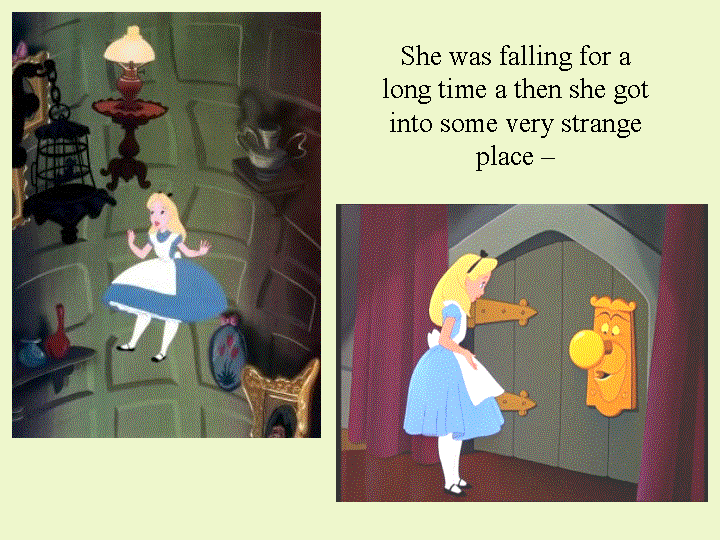 She was falling for a
long time a then she got
into some very strange
place –